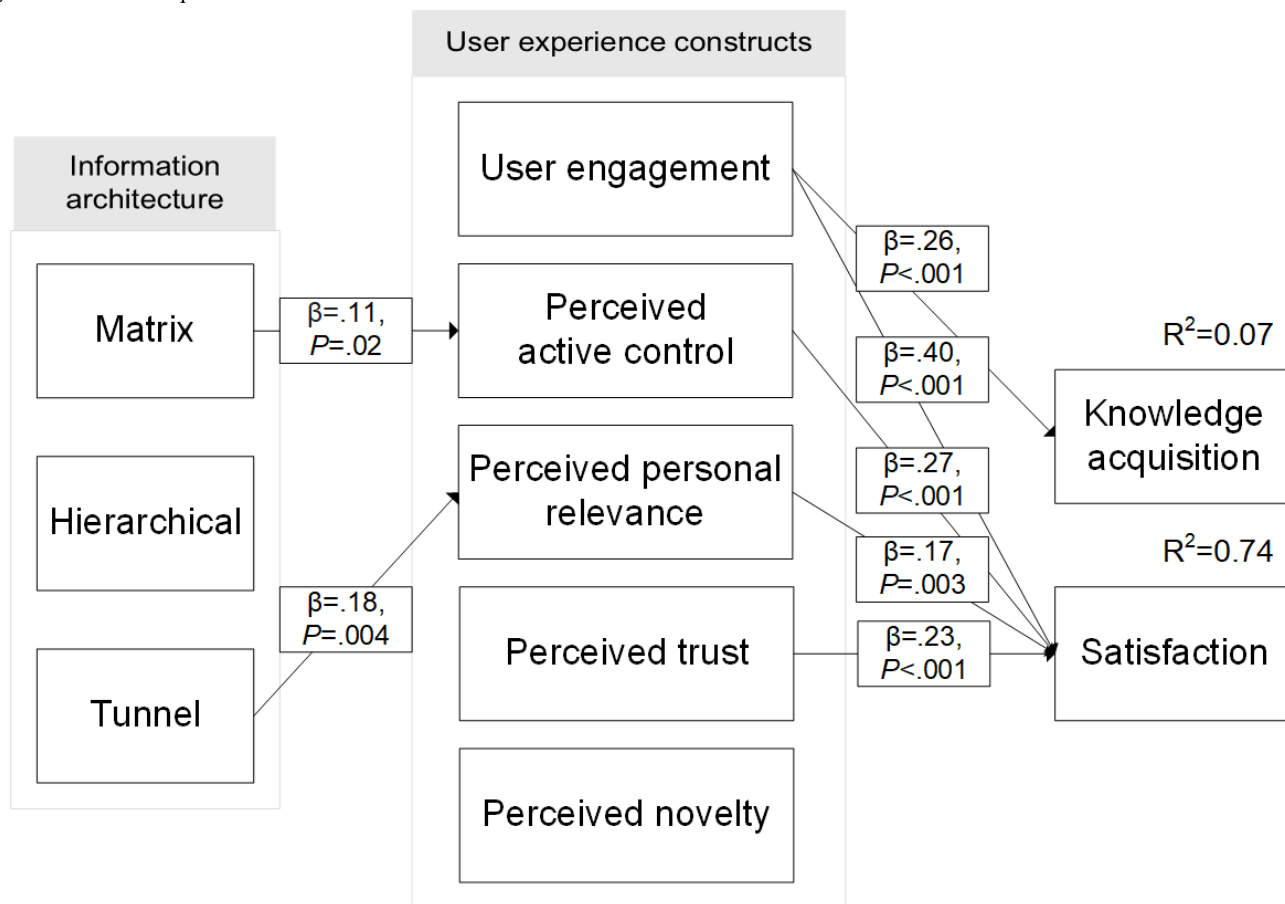 User experience constructs
Information
architecture
User engagement
Matrix
β=.11,
P=.02
Perceived
active control
β=.26,
P<.001
β=.40,
P<.001
R²=0.07
Knowledge
acquisition
Hierarchical
Perceived personal
relevance
β=.27,
P<.001
β=.17,
P=.003
R²=0.74
Tunnel
β=.18,
P=.004
Perceived trust
β=.23,
P<.001
Satisfaction
Perceived novelty